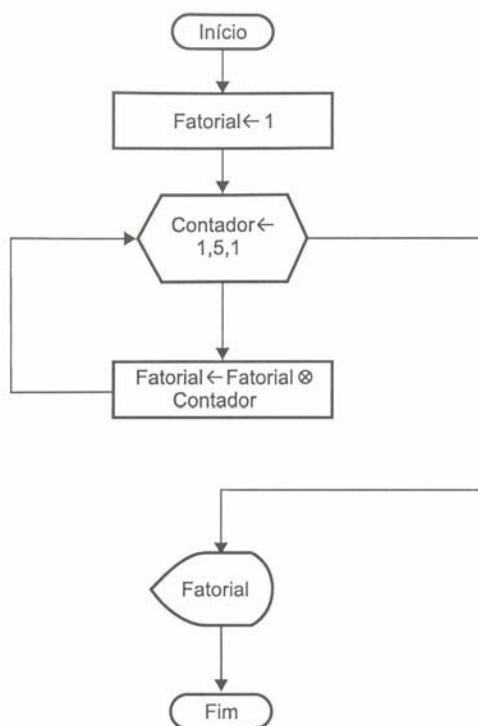 Início
Fatorial← 1
Contador←
1,5,1
Fatorial←Fatorial ⊗
Contador
Fatorial
Fim